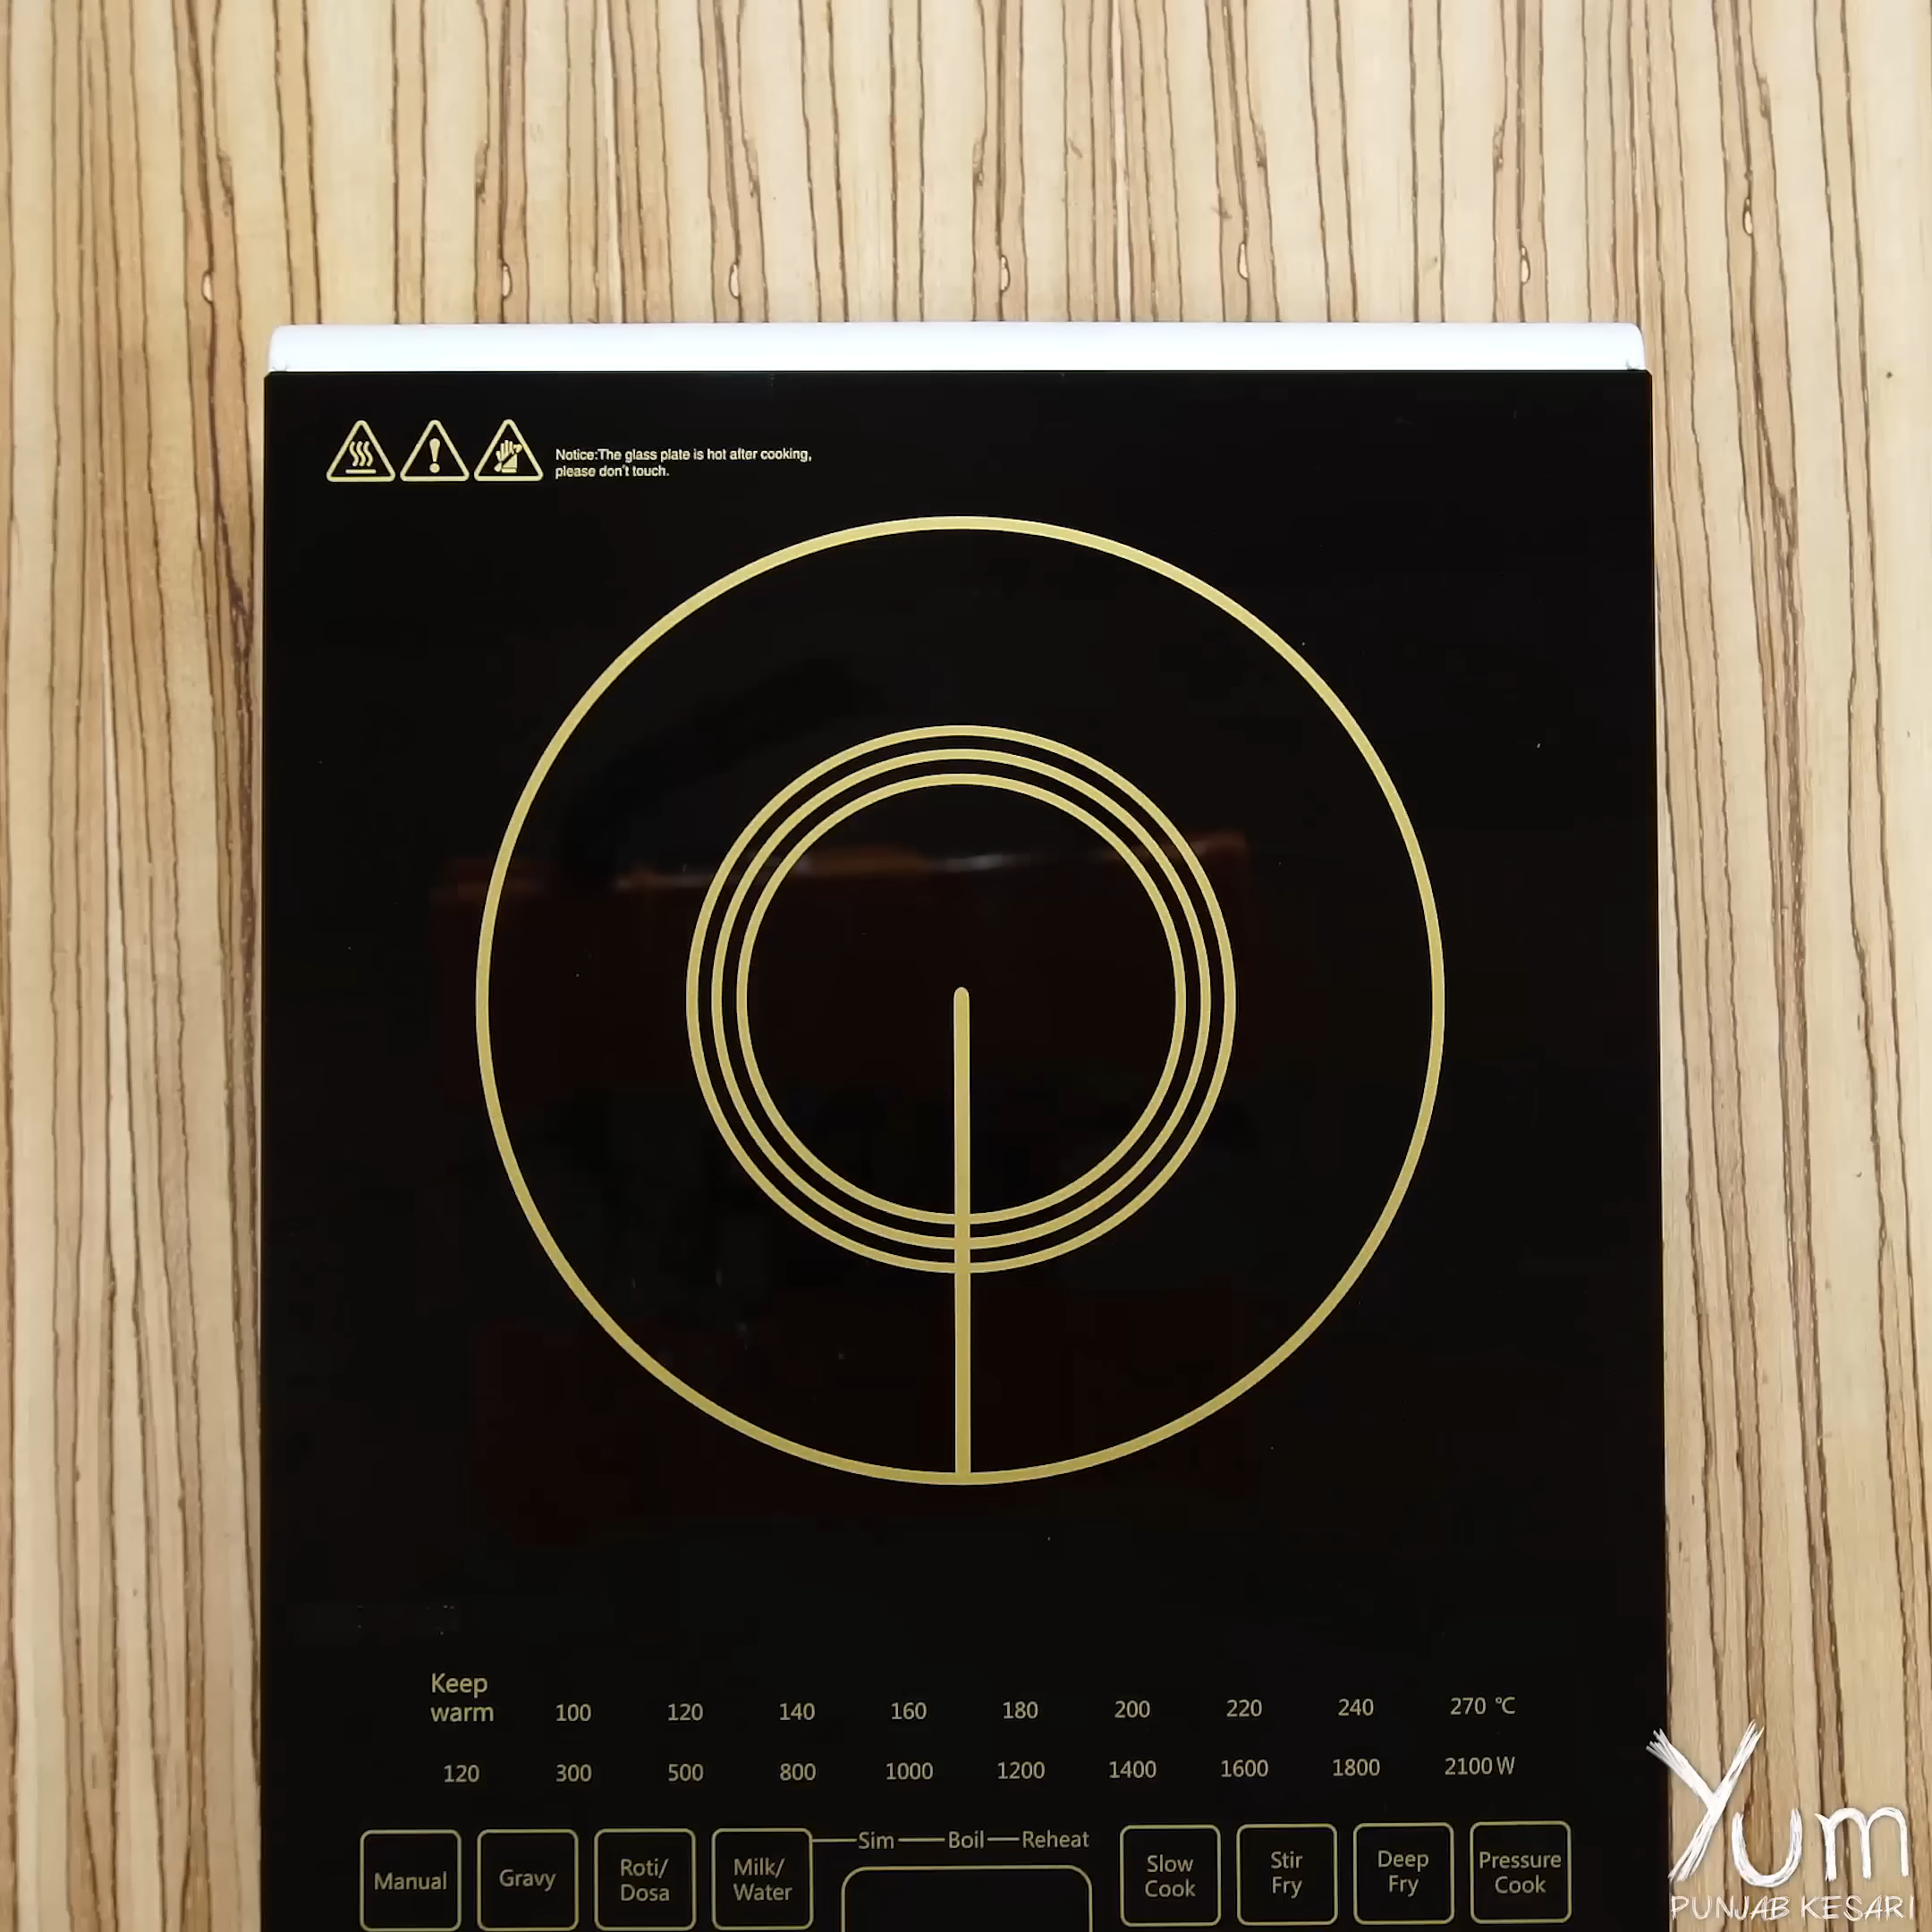 Notice:The glass plate is hot after cooking,
please don't touch.
Keep
warm 100 120 140 160 180 200 220 240 270 °C
120 300 500 800 1000 1200 1400 1600 1800 2100 W
Sim Boil Reheat
Manual
Gravy
Roti/
Dosa
Milk/
Water
Slow
Cook
Stir
Fry
Deep
Fry
Pressure
Cook
Yum
PUNJAB KESARI